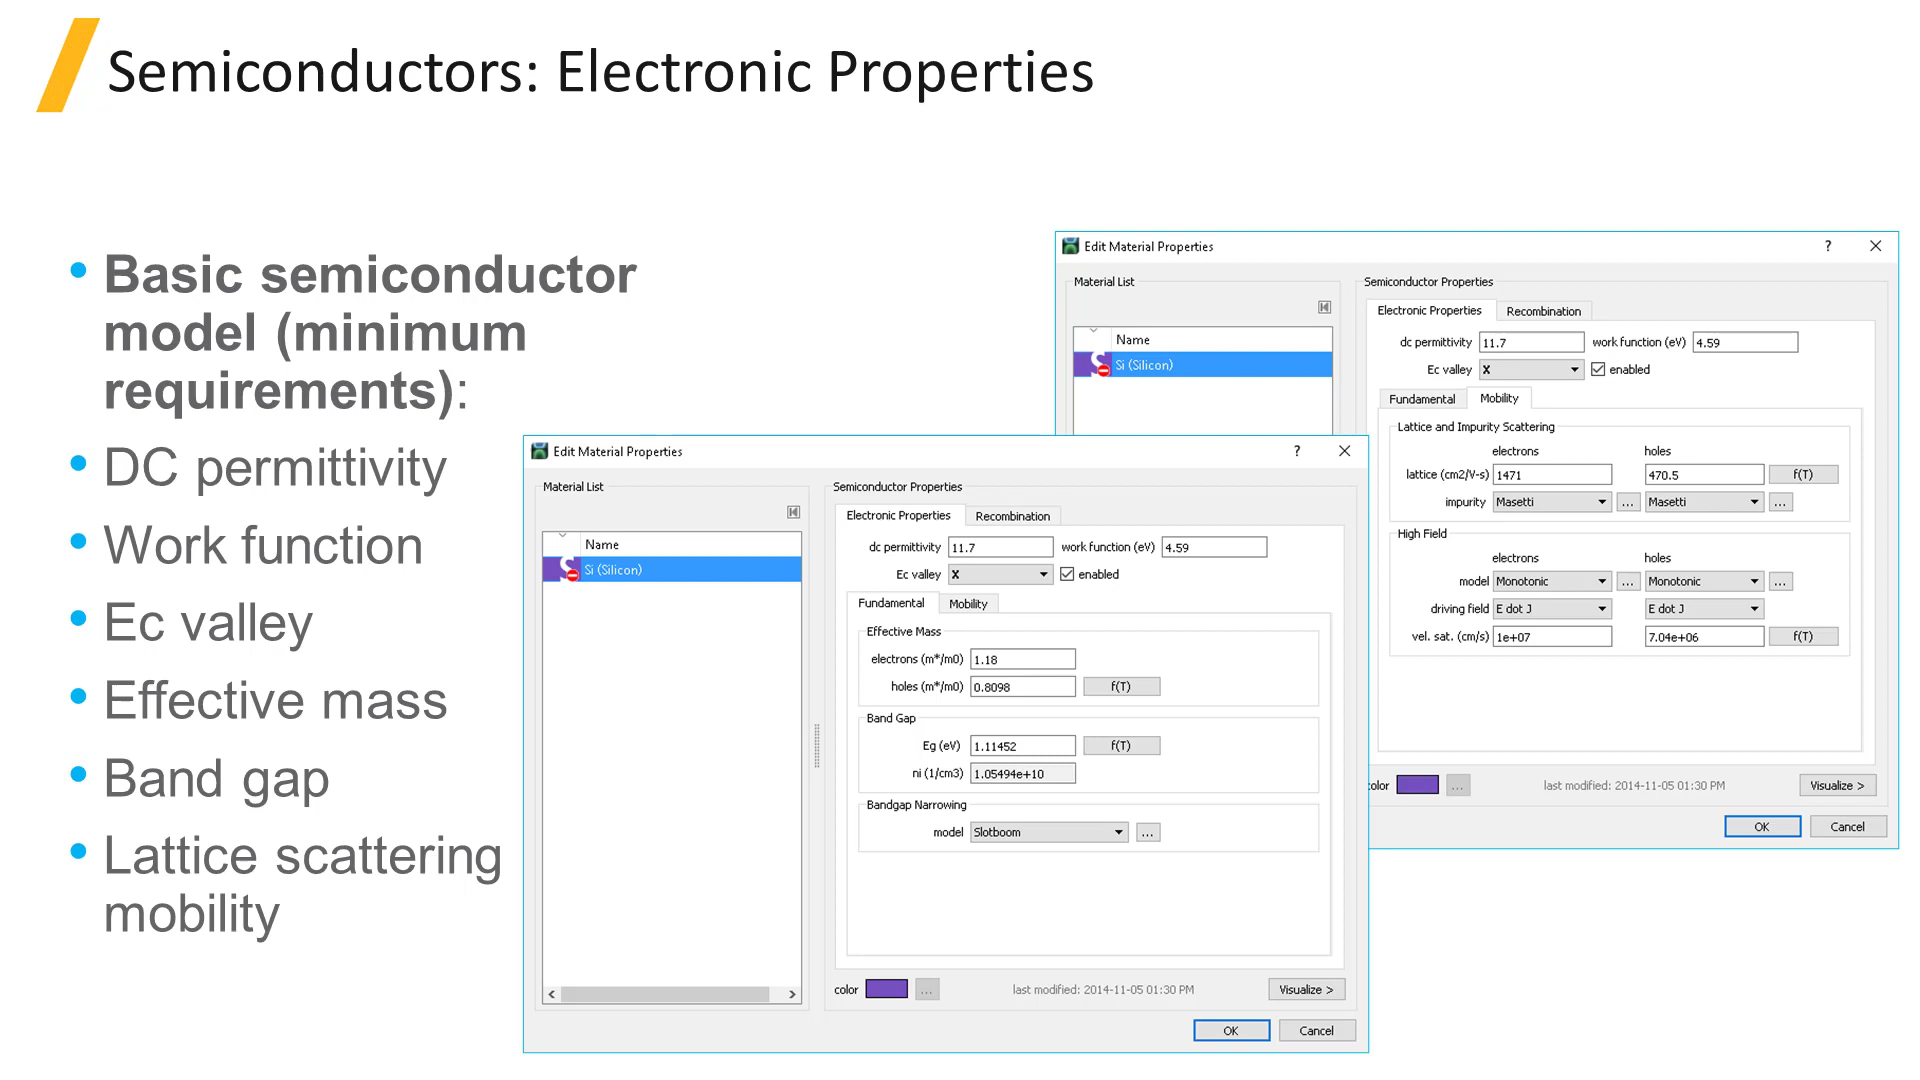 Semiconductors: Electronic Properties
• Basic semiconductor
model (minimum
requirements):
• DC permittivity
• Work function
• Ec valley
• Effective mass
• Band gap
• Lattice scattering
mobility
Edit Material Properties ?
Material List
Name
Si (Silicon)
Semiconductor Properties
Electronic Properties Recombination
dc permittivity 11.7 work function (eV) 4.59
Ec valley X enabled
Fundamental Mobility
Effective Mass
electrons (m*/m0) 1.18
holes (m*/m0) 0.8098 f(T)
Band Gap
Eg (eV) 1.11452 f(T)
ni (1/cm3) 1.05494e+10
Bandgap Narrowing
model Slotboom ...
color ... last modified: 2014-11-05 01:30 PM Visualize >
OK Cancel
Edit Material Properties ?
Material List
Name
Si (Silicon)
Semiconductor Properties
Electronic Properties Recombination
dc permittivity 11.7 work function (eV) 4.59
Ec valley X enabled
Fundamental Mobility
Lattice and Impurity Scattering
electrons holes
lattice (cm2/V-s) 1471 470.5 f(T)
impurity Masetti ... Masetti ...
High Field
electrons holes
model Monotonic ... Monotonic ...
driving field E dot J E dot J
vel. sat. (cm/s) 1e+07 7.04e+06 f(T)
olor ... last modified: 2014-11-05 01:30 PM Visualize >
OK Cancel